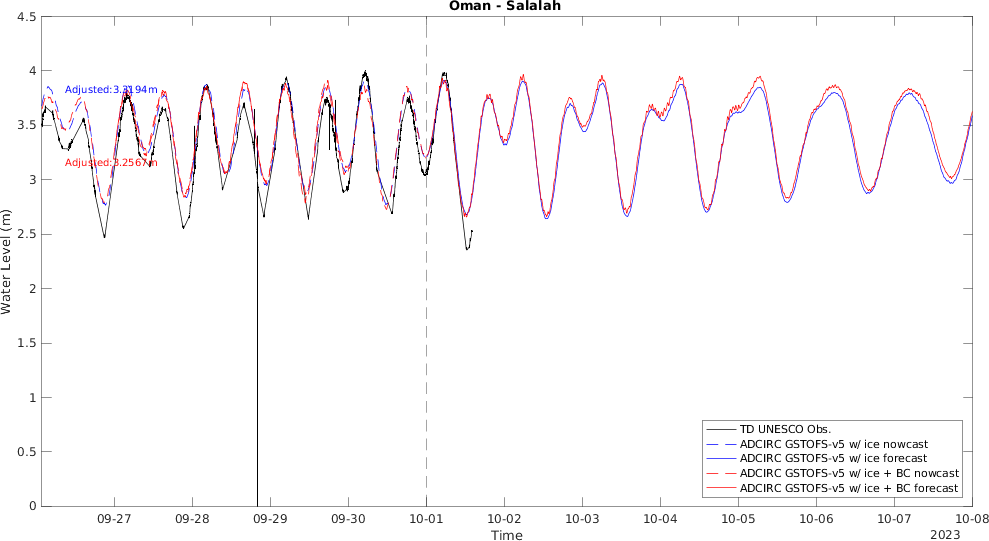 Oman - Salalah
4.5
4
3.5
3
2.5
2
1.5
1
0.5
0
Water Level (m)
Adjusted:3.3194m
Adjusted:3.2567m
TD UNESCO Obs.
ADCIRC GSTOFS-v5 w/ ice nowcast
ADCIRC GSTOFS-v5 w/ ice forecast
ADCIRC GSTOFS-v5 w/ ice + BC nowcast
ADCIRC GSTOFS-v5 w/ ice + BC forecast
09-27 09-28 09-29 09-30 10-01 10-02 10-03 10-04 10-05 10-06 10-07 10-08
Time
2023